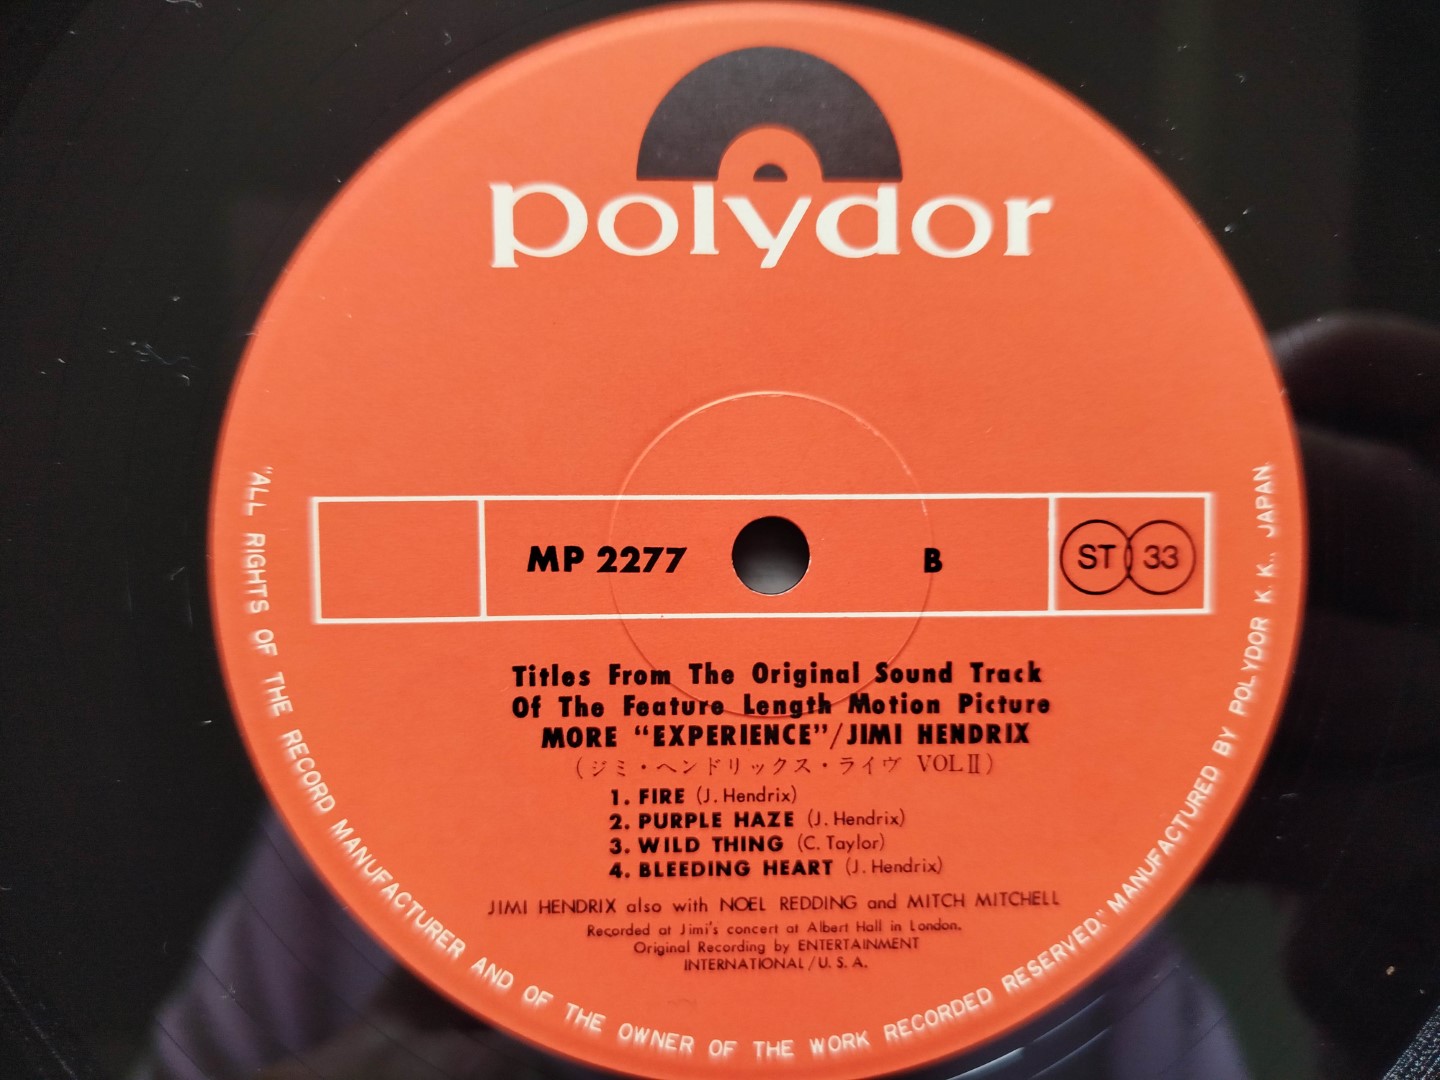 polydor
MP 2277 B ST 33
Titles From The Original Sound Track
Of The Feature Length Motion Picture
MORE "EXPERIENCE"/JIMI HENDRIX
(ジミ・ヘンドリックス・ライヴ VOLⅡ)
1. FIRE (J. Hendrix)
2. PURPLE HAZE (J. Hendrix)
3. WILD THING (C. Taylor)
4. BLEEDING HEART (J. Hendrix)
JIMI HENDRIX also with NOEL REDDING and MITCH MITCHELL
Recorded at Jimi's concert at Albert Hall in London.
Original Recording by ENTERTAINMENT
INTERNATIONAL/U. S. A.
"ALL RIGHTS OF THE RECORD MANUFACTURER AND OF THE OWNER OF THE WORK RECORDED RESERVED." MANUFACTURED BY POLYDOR K. K., JAPAN